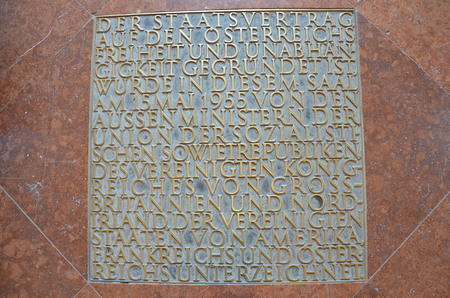 DER STAATSVERTRAG
AUF DEN ÖSTERREICHS
FREIHEIT UND UNABHÄN-
GIGKEIT GEGRÜNDET IST
WURDE IN DIESEM SAAL
AM 15. MAI 1955 VON DEN
AUSSENMINISTERN DER
UNION DER SOZIALISTI-
SCHEN SOWJETREPUBLIKEN
DES VEREINIGTEN KÖNIG-
REICHES VON GROSS-
BRITANNIEN UND NORD-
IRLAND, DER VEREINIGTEN
STAATEN VON AMERIKA
FRANKREICHS UND ÖSTER-
REICHS UNTERZEICHNET